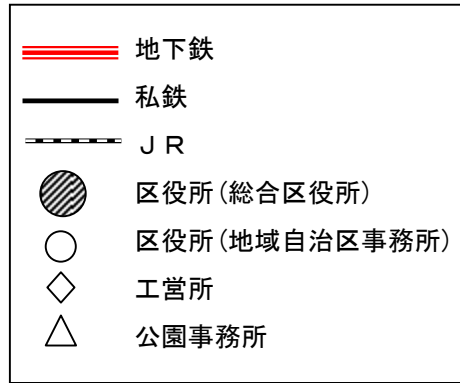 地下鉄
私鉄
ＪＲ
区役所（総合区役所）
区役所（地域自治区事務所）
工営所
公園事務所